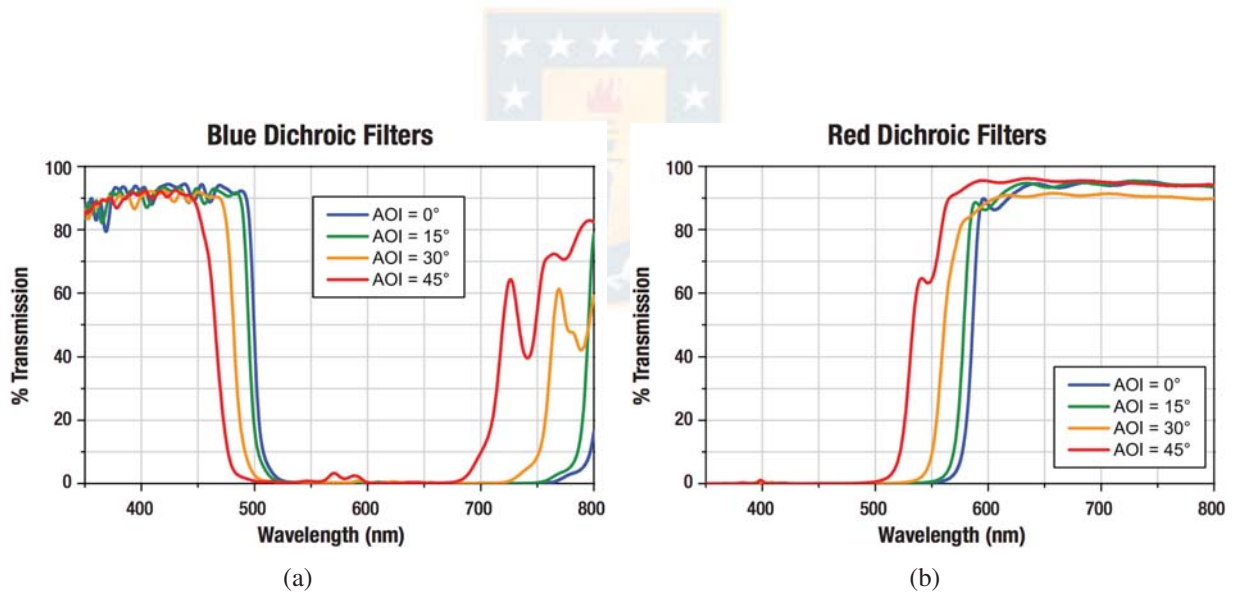 Blue Dichroic Filters
100
80
60
40
20
0
% Transmission
AOI = 0°
AOI = 15°
AOI = 30°
AOI = 45°
400
500
600
700
800
Wavelength (nm)
(a)
Red Dichroic Filters
100
80
60
40
20
0
% Transmission
AOI = 0°
AOI = 15°
AOI = 30°
AOI = 45°
400
500
600
700
800
Wavelength (nm)
(b)